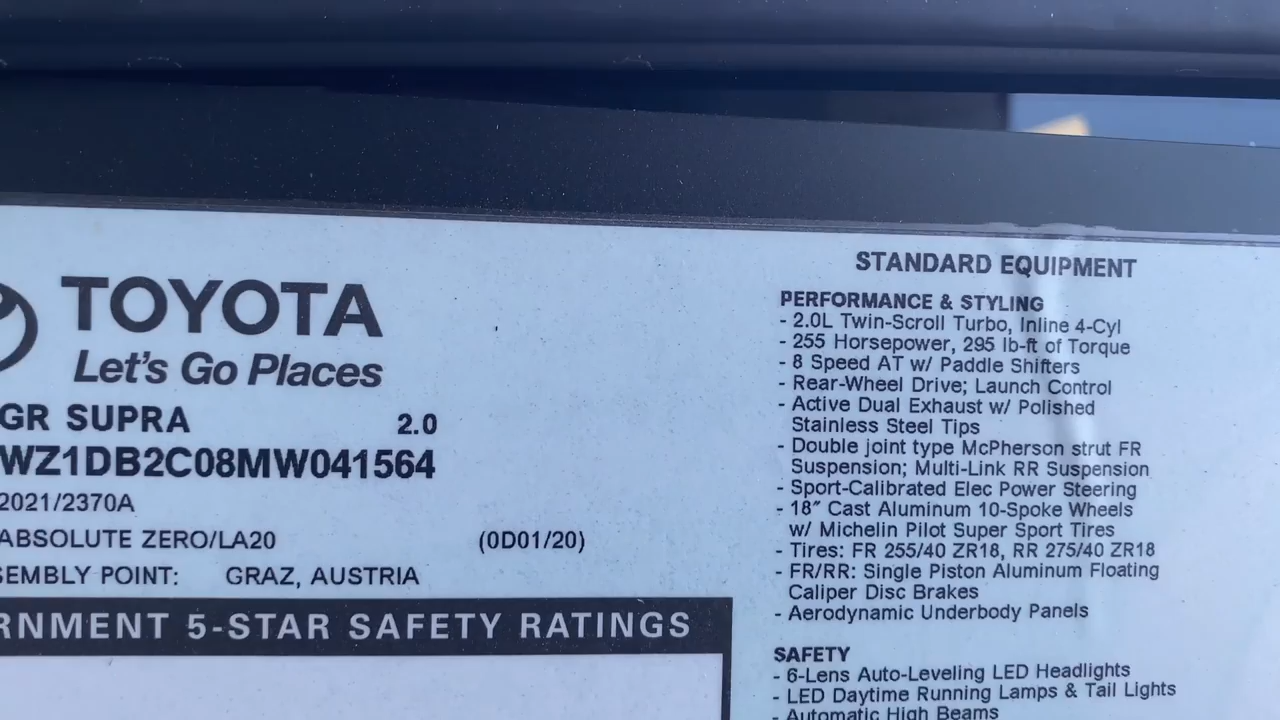 TOYOTA
Let's Go Places
GR SUPRA 2.0
WZ1DB2C08MW041564
2021/2370A
ABSOLUTE ZERO/LA20 (0D01/20)
SEMBLY POINT: GRAZ, AUSTRIA
RNMENT 5-STAR SAFETY RATINGS
STANDARD EQUIPMENT
PERFORMANCE & STYLING
- 2.0L Twin-Scroll Turbo, Inline 4-Cyl
- 255 Horsepower, 295 lb-ft of Torque
- 8 Speed AT w/ Paddle Shifters
- Rear-Wheel Drive; Launch Control
- Active Dual Exhaust w/ Polished
Stainless Steel Tips
- Double joint type McPherson strut FR
Suspension; Multi-Link RR Suspension
- Sport-Calibrated Elec Power Steering
- 18" Cast Aluminum 10-Spoke Wheels
w/ Michelin Pilot Super Sport Tires
- Tires: FR 255/40 ZR18, RR 275/40 ZR18
- FR/RR: Single Piston Aluminum Floating
Caliper Disc Brakes
- Aerodynamic Underbody Panels
SAFETY
- 6-Lens Auto-Leveling LED Headlights
- LED Daytime Running Lamps & Tail Lights
- Automatic High Beams